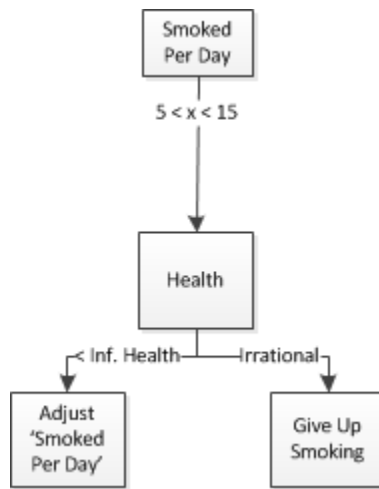 Smoked
Per Day
5 < x < 15
Health
< Inf. Health
Irrational
Adjust
‘Smoked
Per Day’
Give Up
Smoking